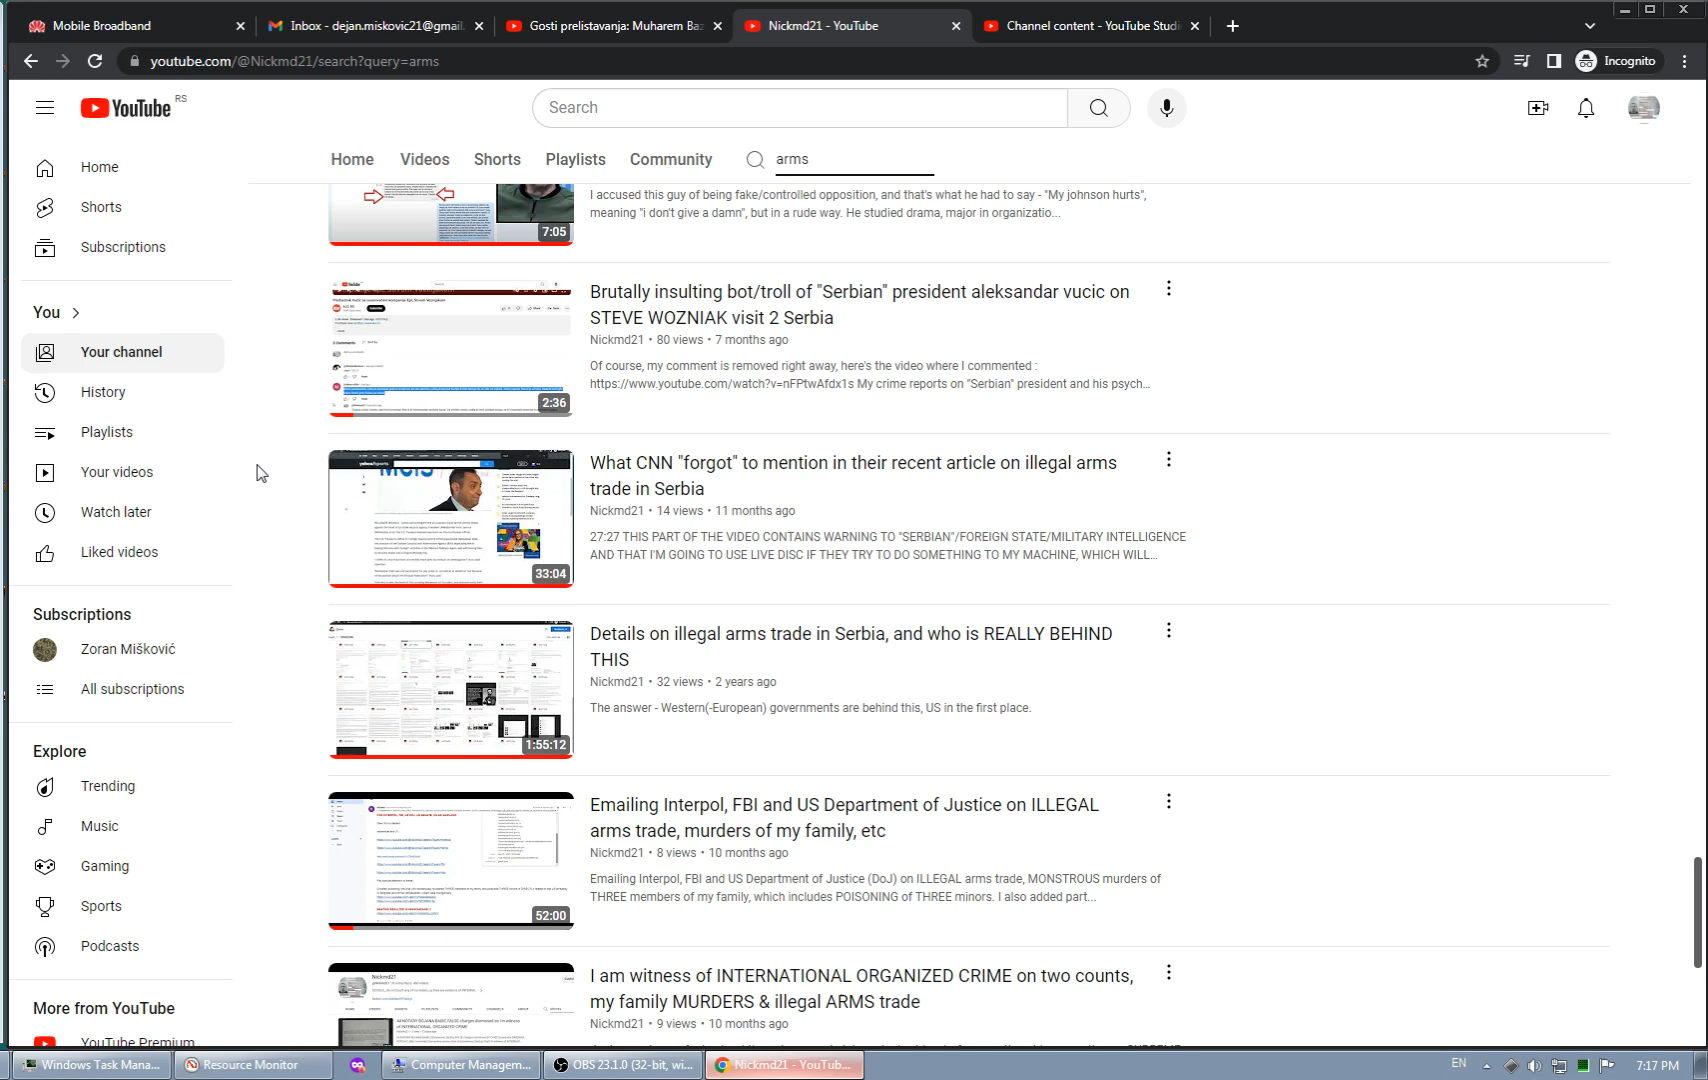 Mobile Broadband
Inbox - dejan.miskovic21@gmail.
Gosti prelistavanja: Muharem Baz
Nickmd21 - YouTube
Channel content - YouTube Studi
youtube.com/@Nickmd21/search?query=arms
Incognito
YouTube RS
Search
Home
Videos
Shorts
Playlists
Community
arms
Home
Shorts
Subscriptions
You
Your channel
History
Playlists
Your videos
Watch later
Liked videos
Subscriptions
Zoran Mišković
All subscriptions
Explore
Trending
Music
Gaming
Sports
Podcasts
More from YouTube
YouTube Premium
7:05
I accused this guy of being fake/controlled opposition, and that's what he had to say - "My johnson hurts",
meaning "i don't give a damn", but in a rude way. He studied drama, major in organizatio...
2:36
Brutally insulting bot/troll of "Serbian" president aleksandar vucic on
STEVE WOZNIAK visit 2 Serbia
Nickmd21 • 80 views • 7 months ago
Of course, my comment is removed right away, here's the video where I commented :
https://www.youtube.com/watch?v=nFPtwAfdx1s My crime reports on "Serbian" president and his psych...
33:04
What CNN "forgot" to mention in their recent article on illegal arms
trade in Serbia
Nickmd21 • 14 views • 11 months ago
27:27 THIS PART OF THE VIDEO CONTAINS WARNING TO "SERBIAN"/FOREIGN STATE/MILITARY INTELLIGENCE
AND THAT I'M GOING TO USE LIVE DISC IF THEY TRY TO DO SOMETHING TO MY MACHINE, WHICH WILL...
1:55:12
Details on illegal arms trade in Serbia, and who is REALLY BEHIND
THIS
Nickmd21 • 32 views • 2 years ago
The answer - Western(-European) governments are behind this, US in the first place.
52:00
Emailing Interpol, FBI and US Department of Justice on ILLEGAL
arms trade, murders of my family, etc
Nickmd21 • 8 views • 10 months ago
Emailing Interpol, FBI and US Department of Justice (DoJ) on ILLEGAL arms trade, MONSTROUS murders of
THREE members of my family, which includes POISONING of THREE minors. I also added part...
I am witness of INTERNATIONAL ORGANIZED CRIME on two counts,
my family MURDERS & illegal ARMS trade
Nickmd21 • 9 views • 10 months ago
Windows Task Mana...
Resource Monitor
Computer Managem...
OBS 23.1.0 (32-bit, wi...
Nickmd21 - YouTub...
EN
7:17 PM